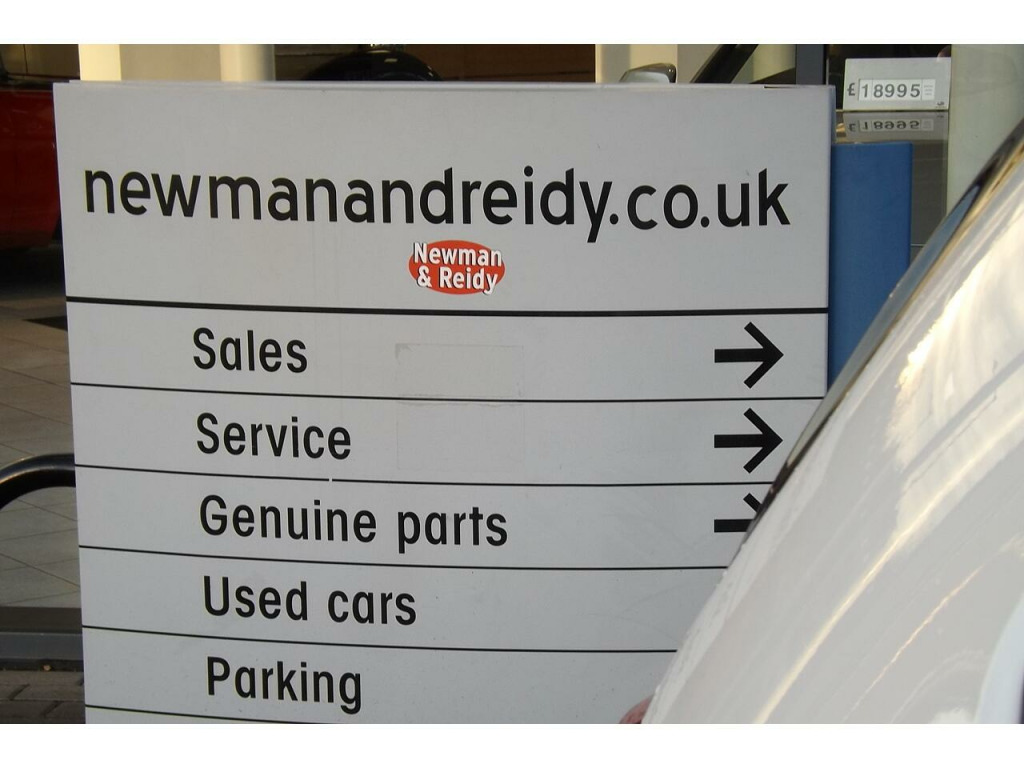 £18995
newmanandreidy.co.uk
Newman
& Reidy
Sales
Service
Genuine parts
Used cars
Parking